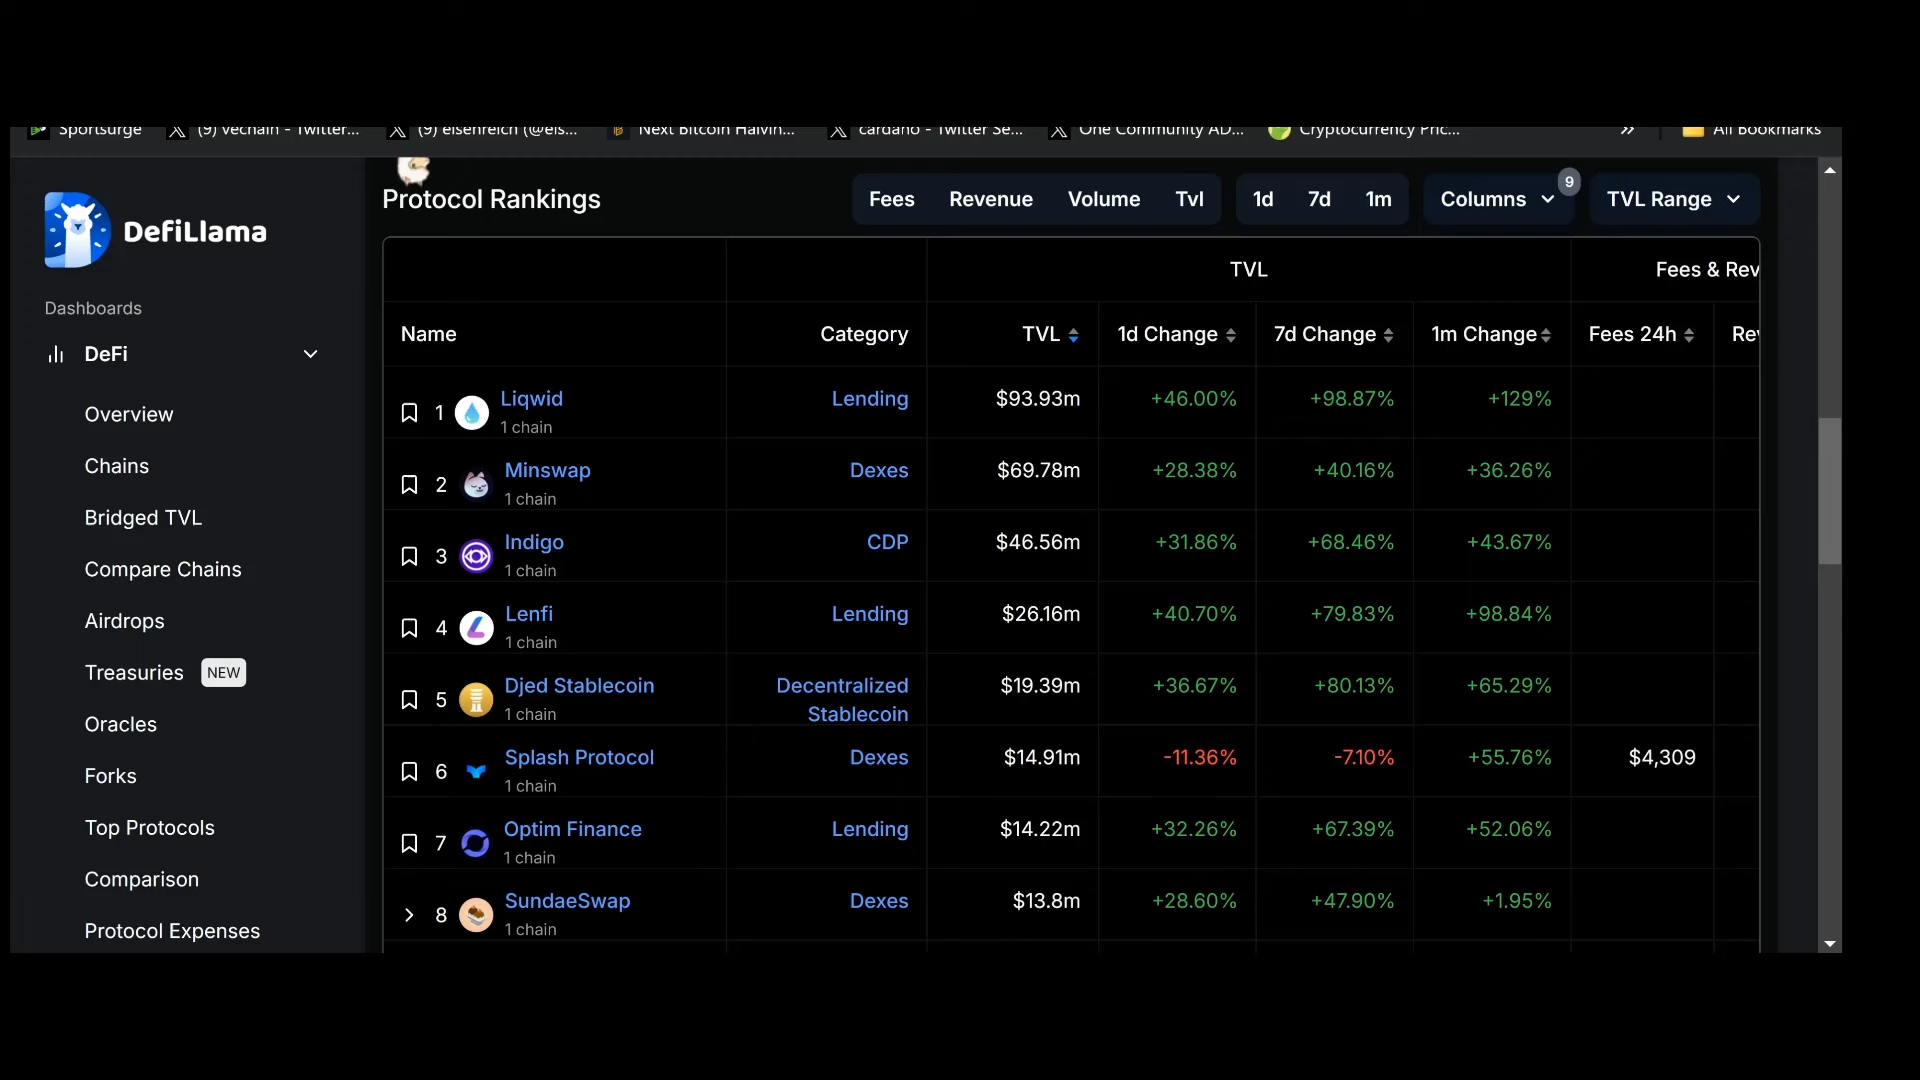 Sportsurge
(9) vechain - Twitter...
(9) eisenreich (@eis...
Next Bitcoin Halvin...
cardano - Twitter Se...
One Community AD...
Cryptocurrency Pric...
All Bookmarks
DefiLlama
Dashboards
DeFi
Overview
Chains
Bridged TVL
Compare Chains
Airdrops
Treasuries NEW
Oracles
Forks
Top Protocols
Comparison
Protocol Expenses
Protocol Rankings
Fees Revenue Volume Tvl
1d 7d 1m
Columns 9
TVL Range
TVL Fees & Rev
Name Category TVL 1d Change 7d Change 1m Change Fees 24h Rev
1 Liqwid Lending $93.93m +46.00% +98.87% +129%
1 chain
2 Minswap Dexes $69.78m +28.38% +40.16% +36.26%
1 chain
3 Indigo CDP $46.56m +31.86% +68.46% +43.67%
1 chain
4 Lenfi Lending $26.16m +40.70% +79.83% +98.84%
1 chain
5 Djed Stablecoin Decentralized $19.39m +36.67% +80.13% +65.29%
1 chain Stablecoin
6 Splash Protocol Dexes $14.91m -11.36% -7.10% +55.76% $4,309
1 chain
7 Optim Finance Lending $14.22m +32.26% +67.39% +52.06%
1 chain
8 SundaeSwap Dexes $13.8m +28.60% +47.90% +1.95%
1 chain